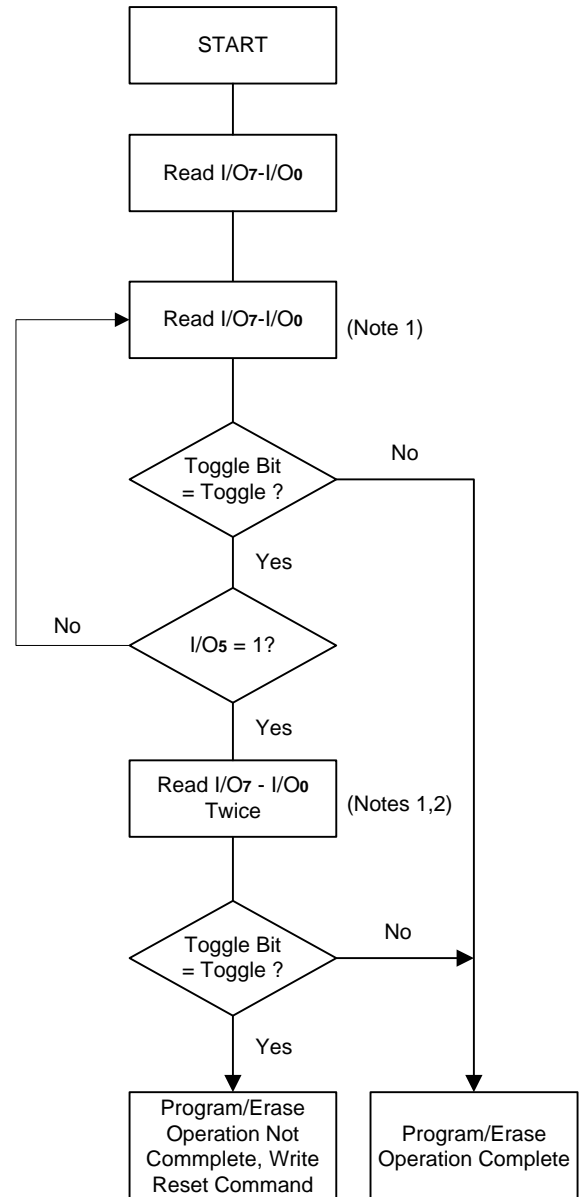 START
Read I/O7-I/O0
Read I/O7-I/O0
(Note 1)
Toggle Bit
= Toggle ?
No
Yes
No
I/O5 = 1?
Yes
Read I/O7 - I/O0
Twice
(Notes 1,2)
Toggle Bit
= Toggle ?
No
Yes
Program/Erase
Operation Not
Commplete, Write
Reset Command
Program/Erase
Operation Complete